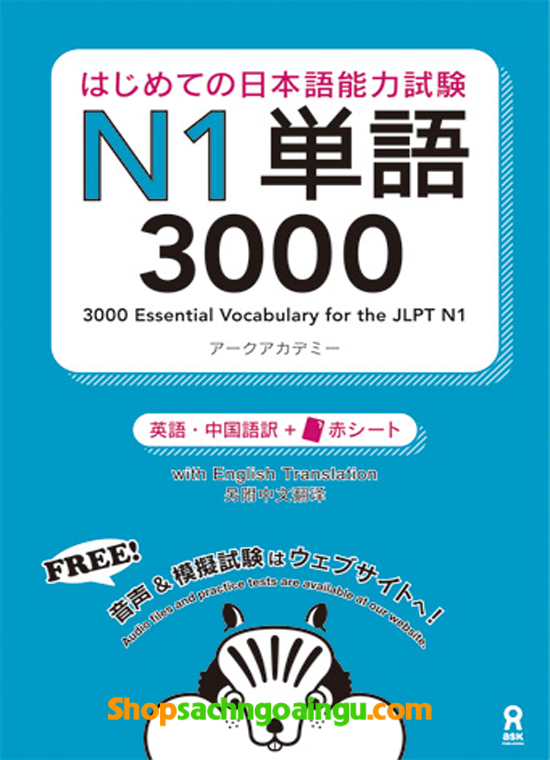 はじめての日本語能力試験
N1単語
3000
3000 Essential Vocabulary for the JLPT N1
アークアカデミー
英語・中国語訳 + 赤シート
with English Translation
另附中文翻译
FREE!
音声&模擬試験はウェブサイトへ!
Audio files and practice tests are available at our website.
Shopsachngoaingu.com
ask
PUBLISHING